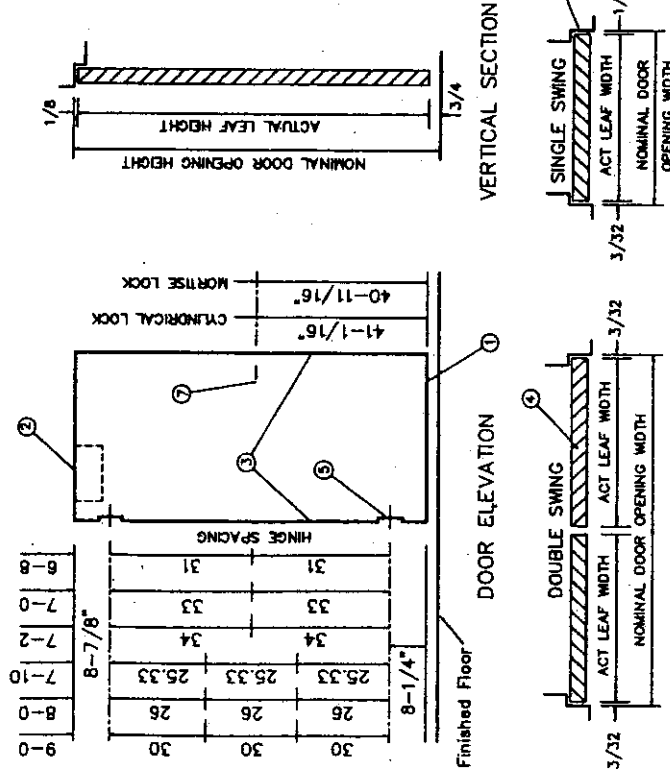 1/8
ACTUAL LEAF HEIGHT
NOMINAL DOOR OPENING HEIGHT
3/4
VERTICAL SECTION
MORTISE LOCK
40-11/16"
CYLINDRICAL LOCK
41-1/16"
2
7
3
5
1
HINGE SPACING
6-8 31 31
7-0 33 33
7-2 34 34
7-10 25.33 25.33 25.33
8-0 26 26 26
9-0 30 30 30
8-7/8"
8-1/4"
Finished Floor
DOOR ELEVATION
DOUBLE SWING
4
ACT LEAF WIDTH
ACT LEAF WIDTH
NOMINAL DOOR OPENING WIDTH
3/32
3/32
SINGLE SWING
ACT LEAF WIDTH
NOMINAL DOOR
OPENING WIDTH
3/32